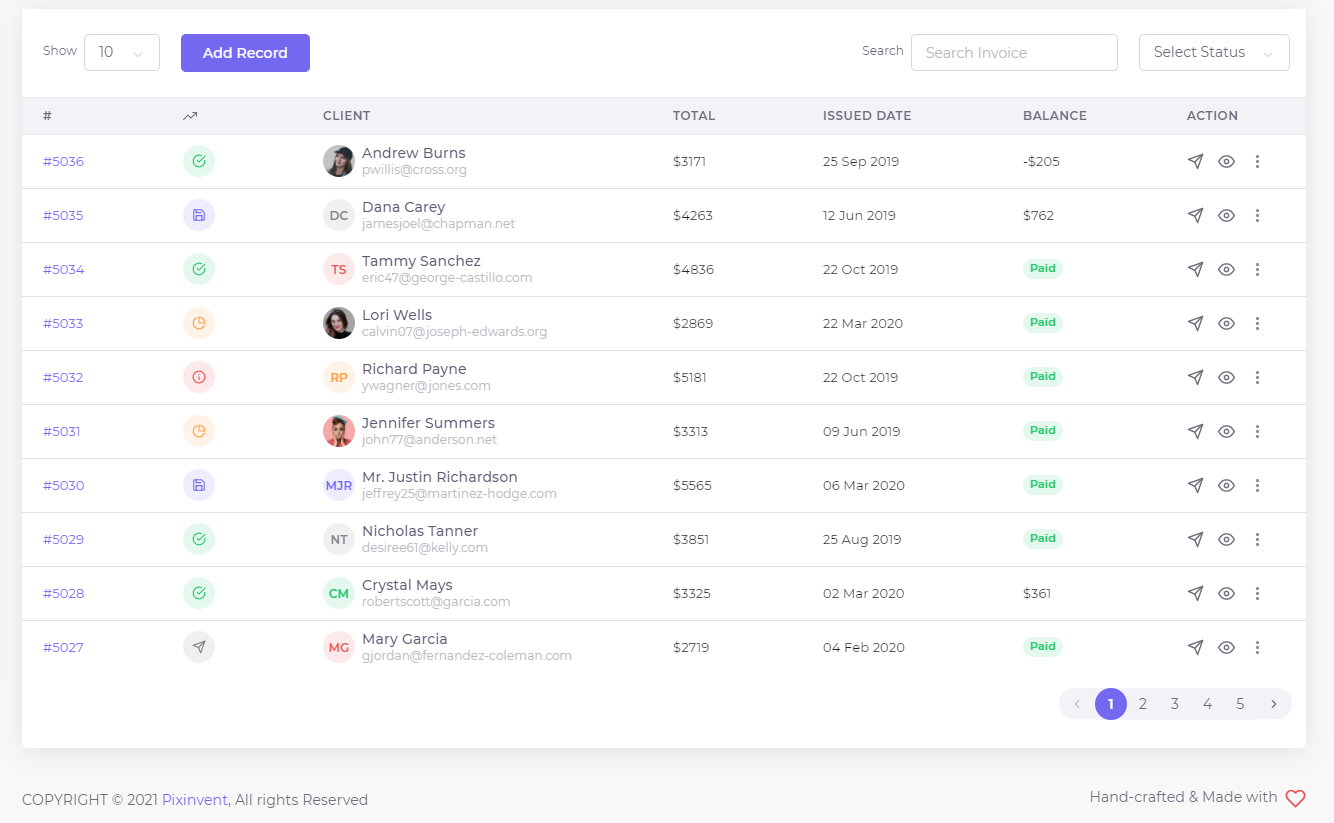 Show 10 Add Record Search Search Invoice Select Status
# CLIENT TOTAL ISSUED DATE BALANCE ACTION
#5036 Andrew Burns $3171 25 Sep 2019 -$205
pwillis@cross.org
#5035 DC Dana Carey $4263 12 Jun 2019 $762
jamesjoel@chapman.net
#5034 TS Tammy Sanchez $4836 22 Oct 2019 Paid
eric47@george-castillo.com
#5033 Lori Wells $2869 22 Mar 2020 Paid
calvin07@joseph-edwards.org
#5032 RP Richard Payne $5181 22 Oct 2019 Paid
ywagner@jones.com
#5031 Jennifer Summers $3313 09 Jun 2019 Paid
john77@anderson.net
#5030 MJR Mr. Justin Richardson $5565 06 Mar 2020 Paid
jeffrey25@martinez-hodge.com
#5029 NT Nicholas Tanner $3851 25 Aug 2019 Paid
desiree61@kelly.com
#5028 CM Crystal Mays $3325 02 Mar 2020 $361
robertscott@garcia.com
#5027 MG Mary Garcia $2719 04 Feb 2020 Paid
gjordan@fernandez-coleman.com
1 2 3 4 5
COPYRIGHT © 2021 Pixinvent, All rights Reserved
Hand-crafted & Made with